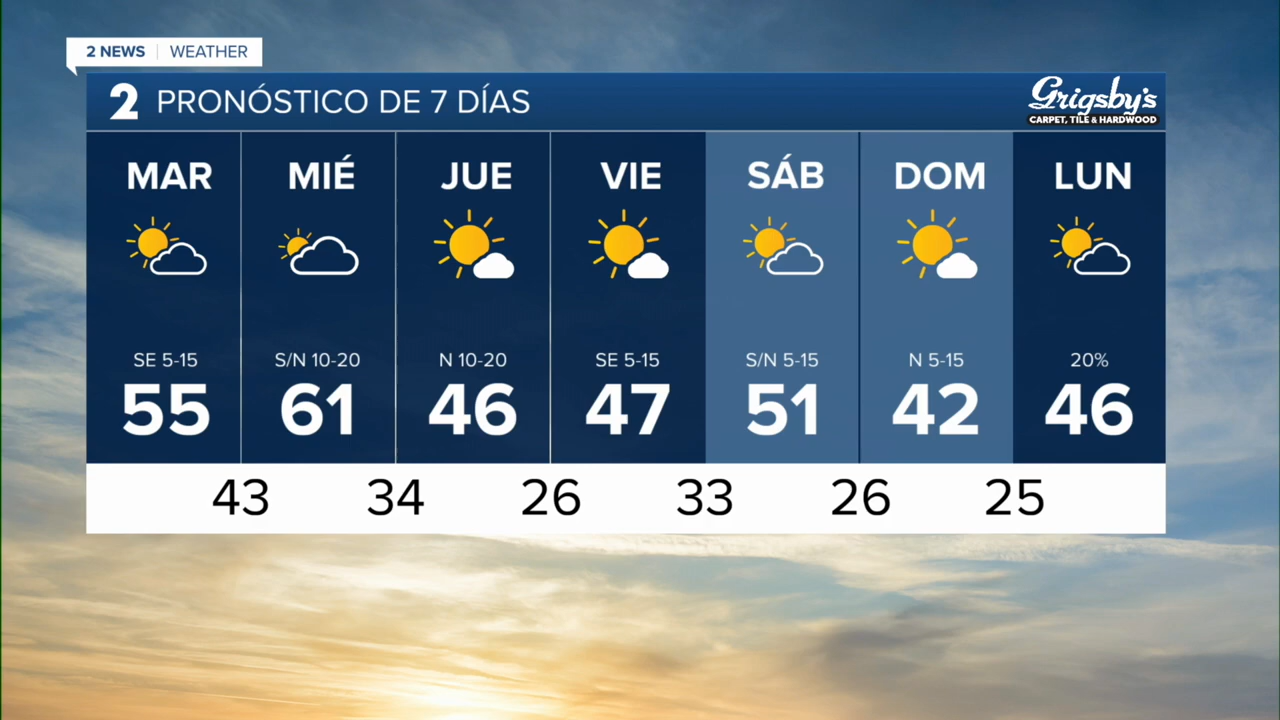 2 NEWS | WEATHER
2 PRONÓSTICO DE 7 DÍAS
Grigsby's
CARPET, TILE & HARDWOOD
MAR MIÉ JUE VIE SÁB DOM LUN
SE 5-15 S/N 10-20 N 10-20 SE 5-15 S/N 5-15 N 5-15 20%
55 61 46 47 51 42 46
43 34 26 33 26 25